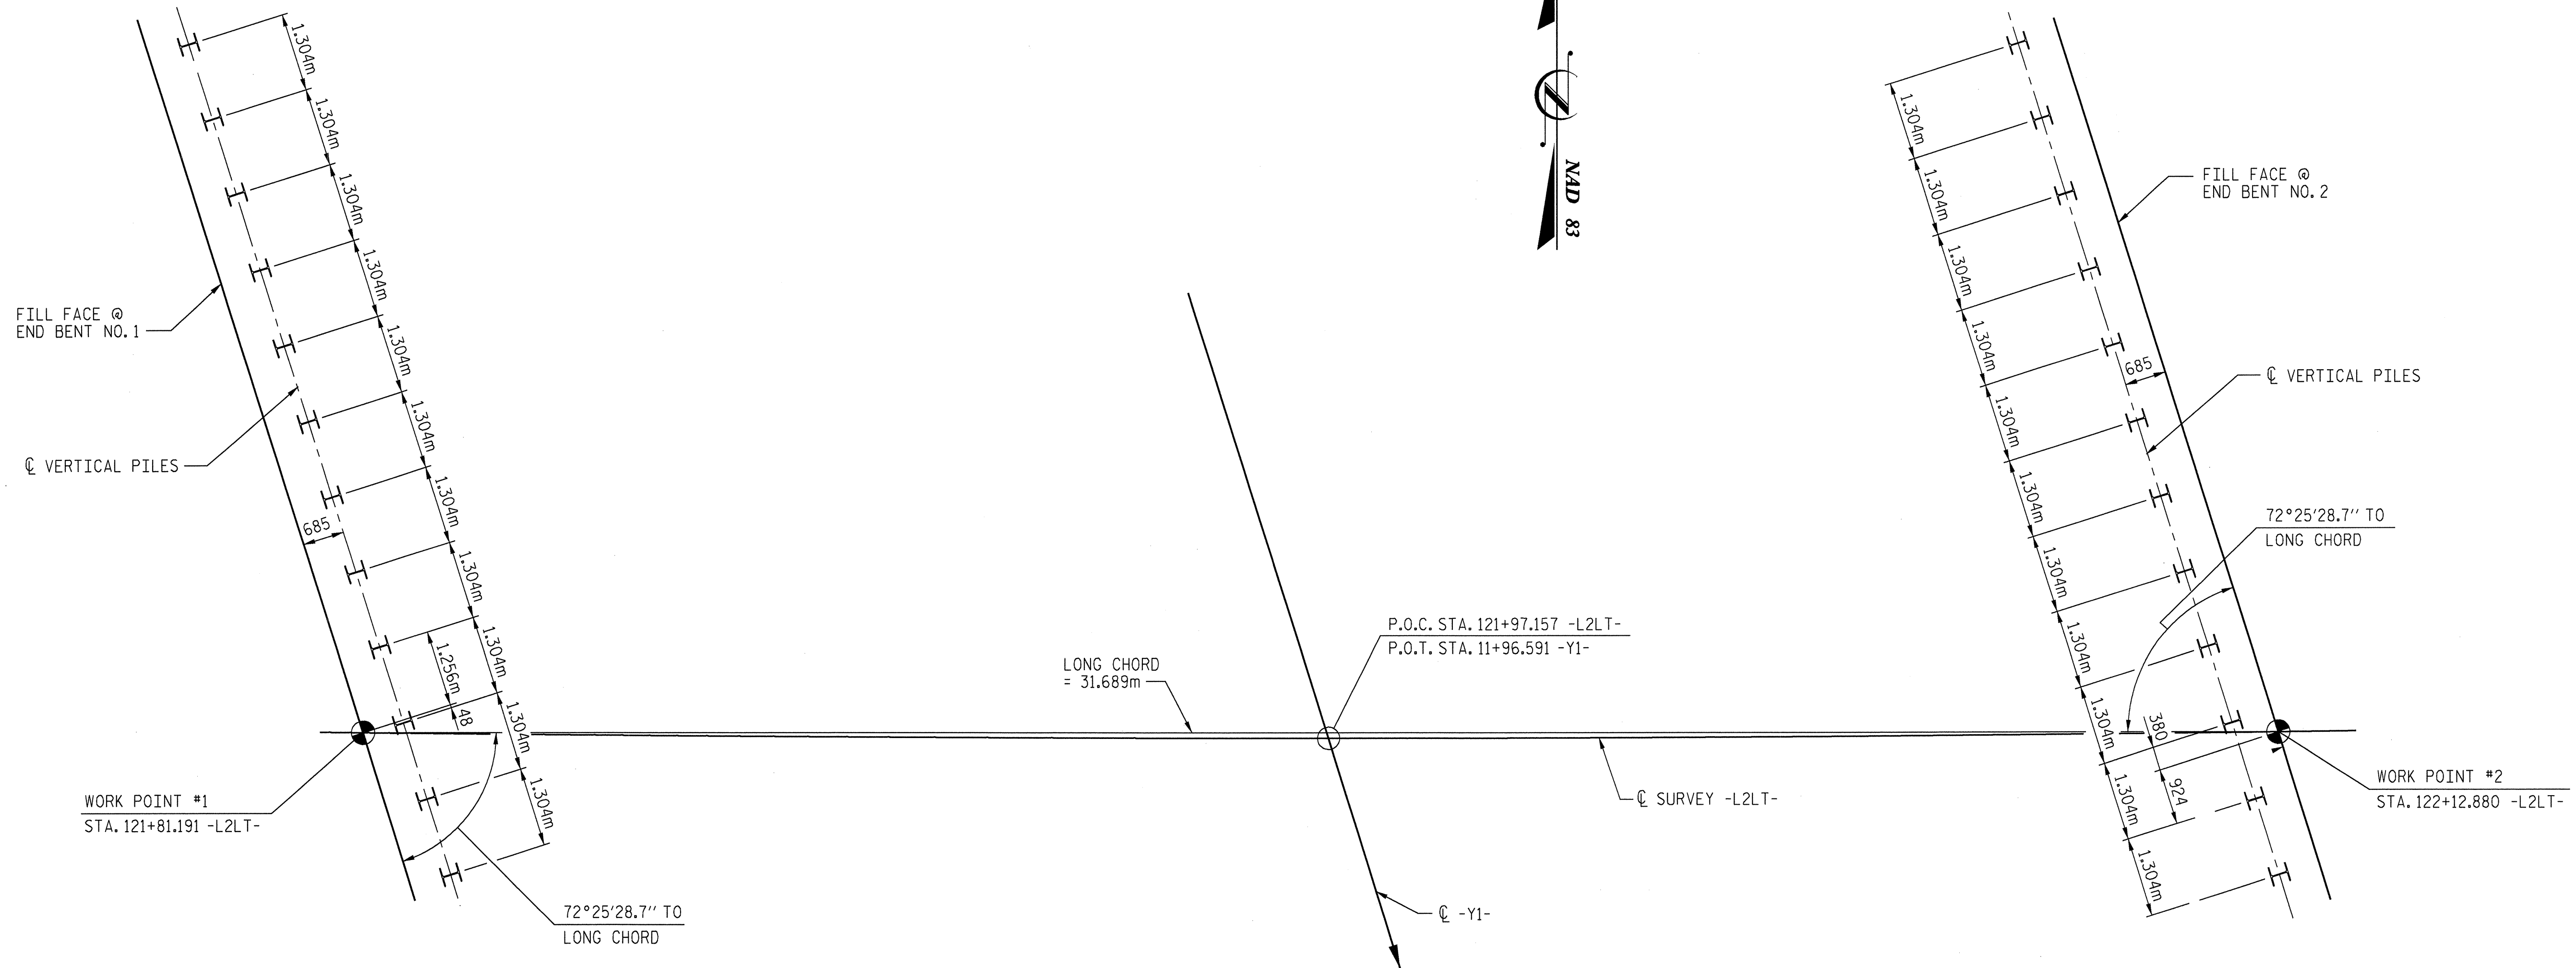 1.304m
1.304m
1.304m
1.304m
1.304m
1.304m
1.304m
1.304m
1.304m
1.304m
1.304m
1.256m
48
685
FILL FACE @
END BENT NO. 1
℄ VERTICAL PILES
WORK POINT #1
STA. 121+81.191 -L2LT-
72°25'28.7" TO
LONG CHORD
NAD 83
LONG CHORD
= 31.689m
P.O.C. STA. 121+97.157 -L2LT-
P.O.T. STA. 11+96.591 -Y1-
℄ SURVEY -L2LT-
℄ -Y1-
1.304m
1.304m
1.304m
1.304m
1.304m
1.304m
1.304m
1.304m
1.304m
1.304m
1.304m
380
924
685
FILL FACE @
END BENT NO. 2
℄ VERTICAL PILES
72°25'28.7" TO
LONG CHORD
WORK POINT #2
STA. 122+12.880 -L2LT-